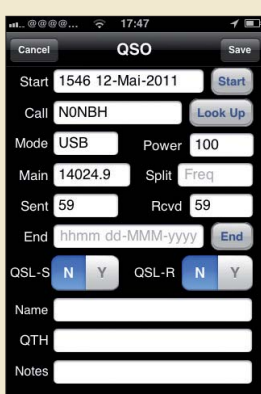 @@@@... 17:47
Cancel QSO Save
Start 1546 12-Mai-2011 Start
Call N0NBH Look Up
Mode USB Power 100
Main 14024.9 Split Freq
Sent 59 Rcvd 59
End hhmm dd-MMM-yyyy End
QSL-S N Y QSL-R N Y
Name
QTH
Notes